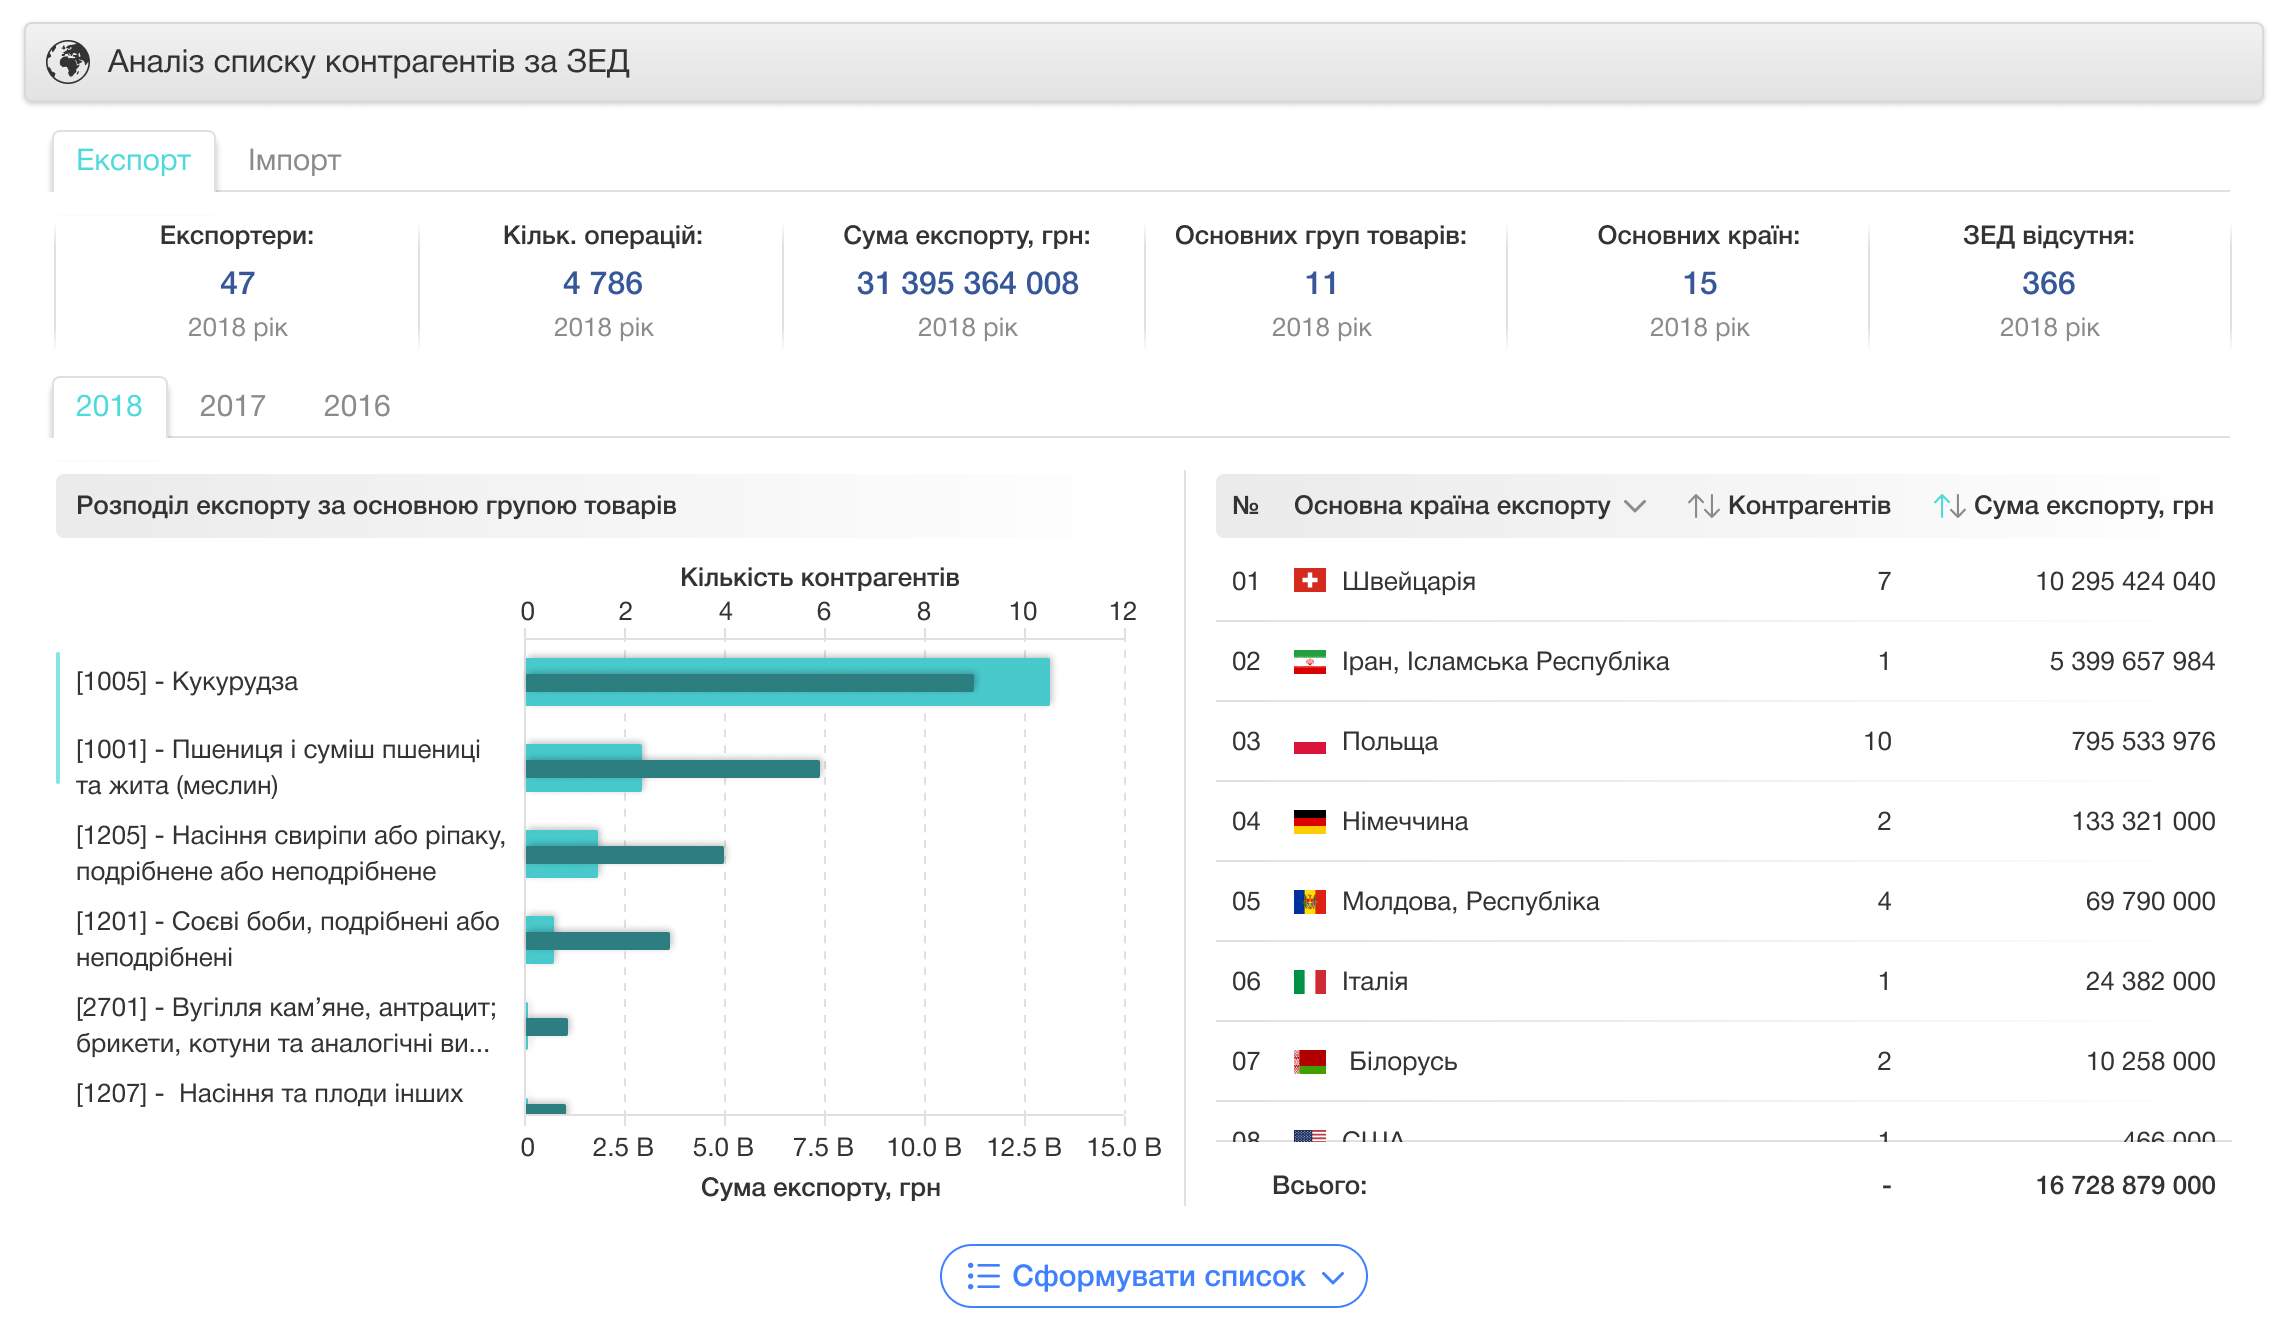 Аналіз списку контрагентів за ЗЕД
Експорт
Імпорт
Експортери:
47
2018 рік
Кільк. операцій:
4 786
2018 рік
Сума експорту, грн:
31 395 364 008
2018 рік
Основних груп товарів:
11
2018 рік
Основних країн:
15
2018 рік
ЗЕД відсутня:
366
2018 рік
2018
2017
2016
Розподіл експорту за основною групою товарів
Кількість контрагентів
0 2 4 6 8 10 12
[1005] - Кукурудза
[1001] - Пшениця і суміш пшениці
та жита (меслин)
[1205] - Насіння свиріпи або ріпаку,
подрібнене або неподрібнене
[1201] - Соєві боби, подрібнені або
неподрібнені
[2701] - Вугілля кам’яне, антрацит;
брикети, котуни та аналогічні ви...
[1207] - Насіння та плоди інших
0 2.5 B 5.0 B 7.5 B 10.0 B 12.5 B 15.0 B
Сума експорту, грн
№ Основна країна експорту Контрагентів Сума експорту, грн
01 Швейцарія 7 10 295 424 040
02 Іран, Ісламська Республіка 1 5 399 657 984
03 Польща 10 795 533 976
04 Німеччина 2 133 321 000
05 Молдова, Республіка 4 69 790 000
06 Італія 1 24 382 000
07 Білорусь 2 10 258 000
08 США 1 466 000
Всього: - 16 728 879 000
Сформувати список